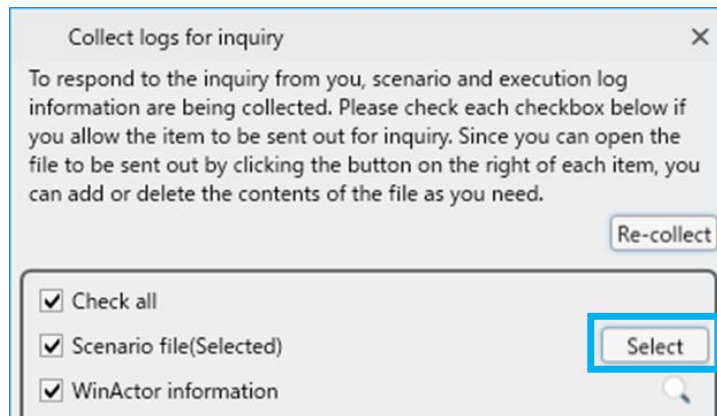 Collect logs for inquiry
To respond to the inquiry from you, scenario and execution log
information are being collected. Please check each checkbox below if
you allow the item to be sent out for inquiry. Since you can open the
file to be sent out by clicking the button on the right of each item, you
can add or delete the contents of the file as you need.
Re-collect
Check all
Scenario file(Selected) Select
WinActor information